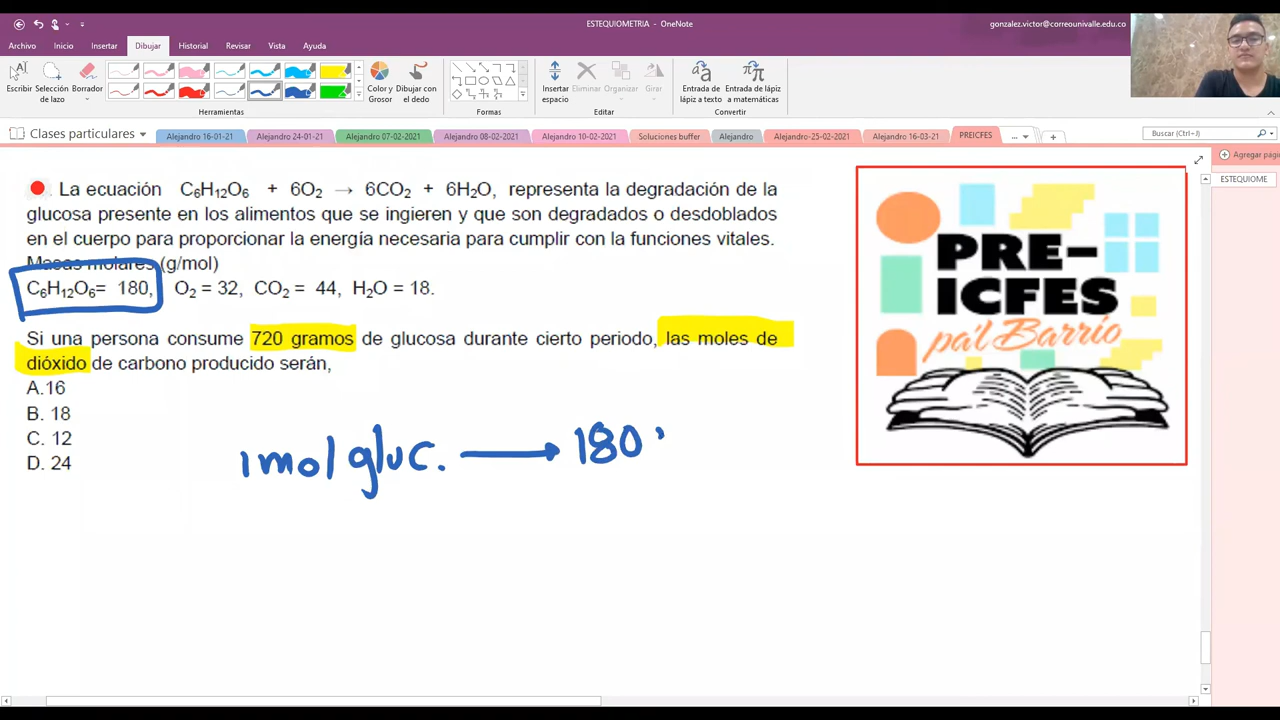 ESTEQUIOMETRIA - OneNote
gonzalez.victor@correounivalle.edu.co
Archivo Inicio Insertar Dibujar Historial Revisar Vista Ayuda
Escribir Selección de lazo Borrador Color y Grosor Dibujar con el dedo Insertar espacio Eliminar Organizar Girar Entrada de lápiz a texto Entrada de lápiz a matemáticas
Herramientas Formas Editar Convertir
Clases particulares Alejandro 16-01-21 Alejandro 24-01-21 Alejandro 07-02-2021 Alejandro 08-02-2021 Alejandro 10-02-2021 Soluciones buffer Alejandro Alejandro-25-02-2021 Alejandro 16-03-21 PREICFES ... Buscar (Ctrl+J)
Agregar pági
ESTEQUIOME
. La ecuación C₆H₁₂O₆ + 6O₂ → 6CO₂ + 6H₂O, representa la degradación de la
glucosa presente en los alimentos que se ingieren y que son degradados o desdoblados
en el cuerpo para proporcionar la energía necesaria para cumplir con la funciones vitales.
Masas molares (g/mol)
C₆H₁₂O₆= 180, O₂ = 32, CO₂ = 44, H₂O = 18.
Si una persona consume 720 gramos de glucosa durante cierto periodo, las moles de
dióxido de carbono producido serán,
A.16
B. 18
C. 12
D. 24
1mol gluc. → 180
PRE-
ICFES
pa'l Barrio